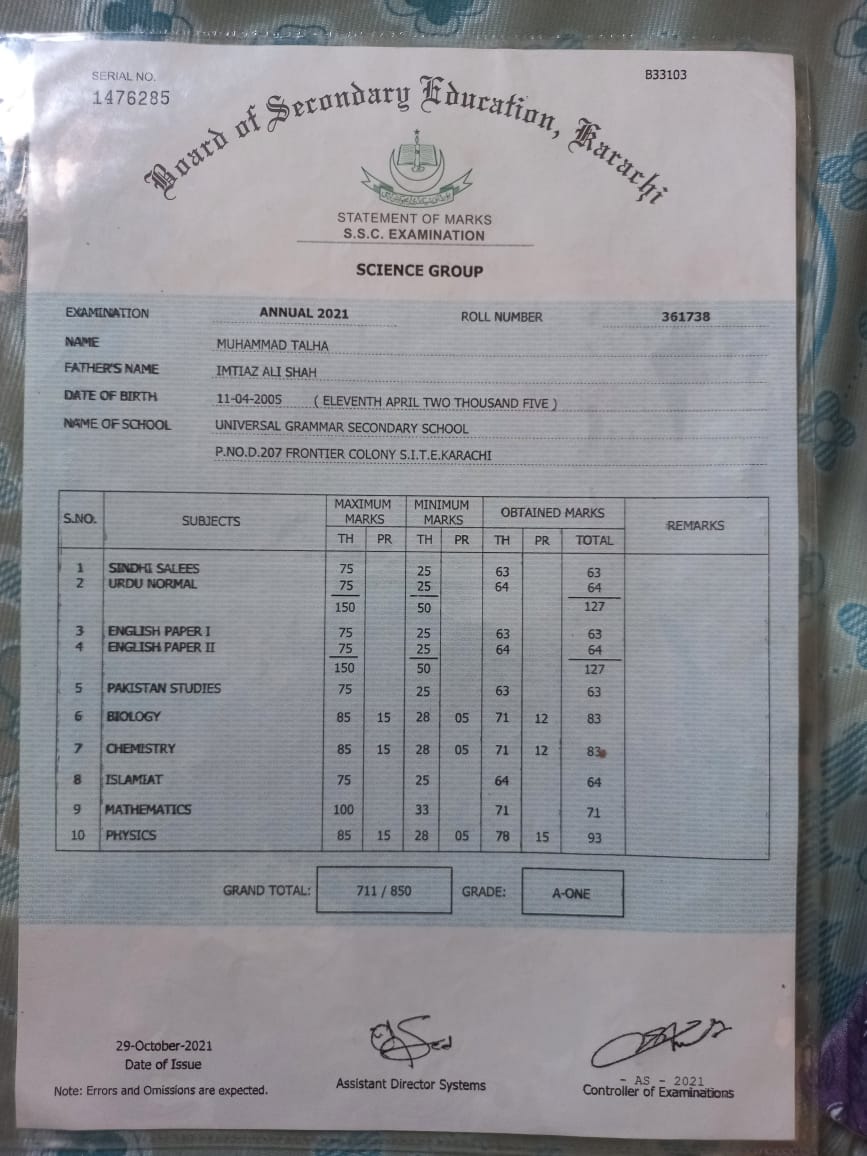 SERIAL NO.
1476285
B33103
Board of Secondary Education, Karachi
STATEMENT OF MARKS
S.S.C. EXAMINATION
SCIENCE GROUP
EXAMINATION ANNUAL 2021 ROLL NUMBER 361738
NAME MUHAMMAD TALHA
FATHER'S NAME IMTIAZ ALI SHAH
DATE OF BIRTH 11-04-2005 ( ELEVENTH APRIL TWO THOUSAND FIVE )
NAME OF SCHOOL UNIVERSAL GRAMMAR SECONDARY SCHOOL
P.NO.D.207 FRONTIER COLONY S.I.T.E.KARACHI
S.NO. SUBJECTS MAXIMUM MARKS MINIMUM MARKS OBTAINED MARKS REMARKS
TH PR TH PR TH PR TOTAL
1 SINDHI SALEES 75 25 63 63
2 URDU NORMAL 75 25 64 64
150 50 127
3 ENGLISH PAPER I 75 25 63 63
4 ENGLISH PAPER II 75 25 64 64
150 50 127
5 PAKISTAN STUDIES 75 25 63 63
6 BIOLOGY 85 15 28 05 71 12 83
7 CHEMISTRY 85 15 28 05 71 12 83
8 ISLAMIAT 75 25 64 64
9 MATHEMATICS 100 33 71 71
10 PHYSICS 85 15 28 05 78 15 93
GRAND TOTAL: 711 / 850 GRADE: A-ONE
29-October-2021
Date of Issue
Assistant Director Systems
- AS - 2021
Controller of Examinations
Note: Errors and Omissions are expected.